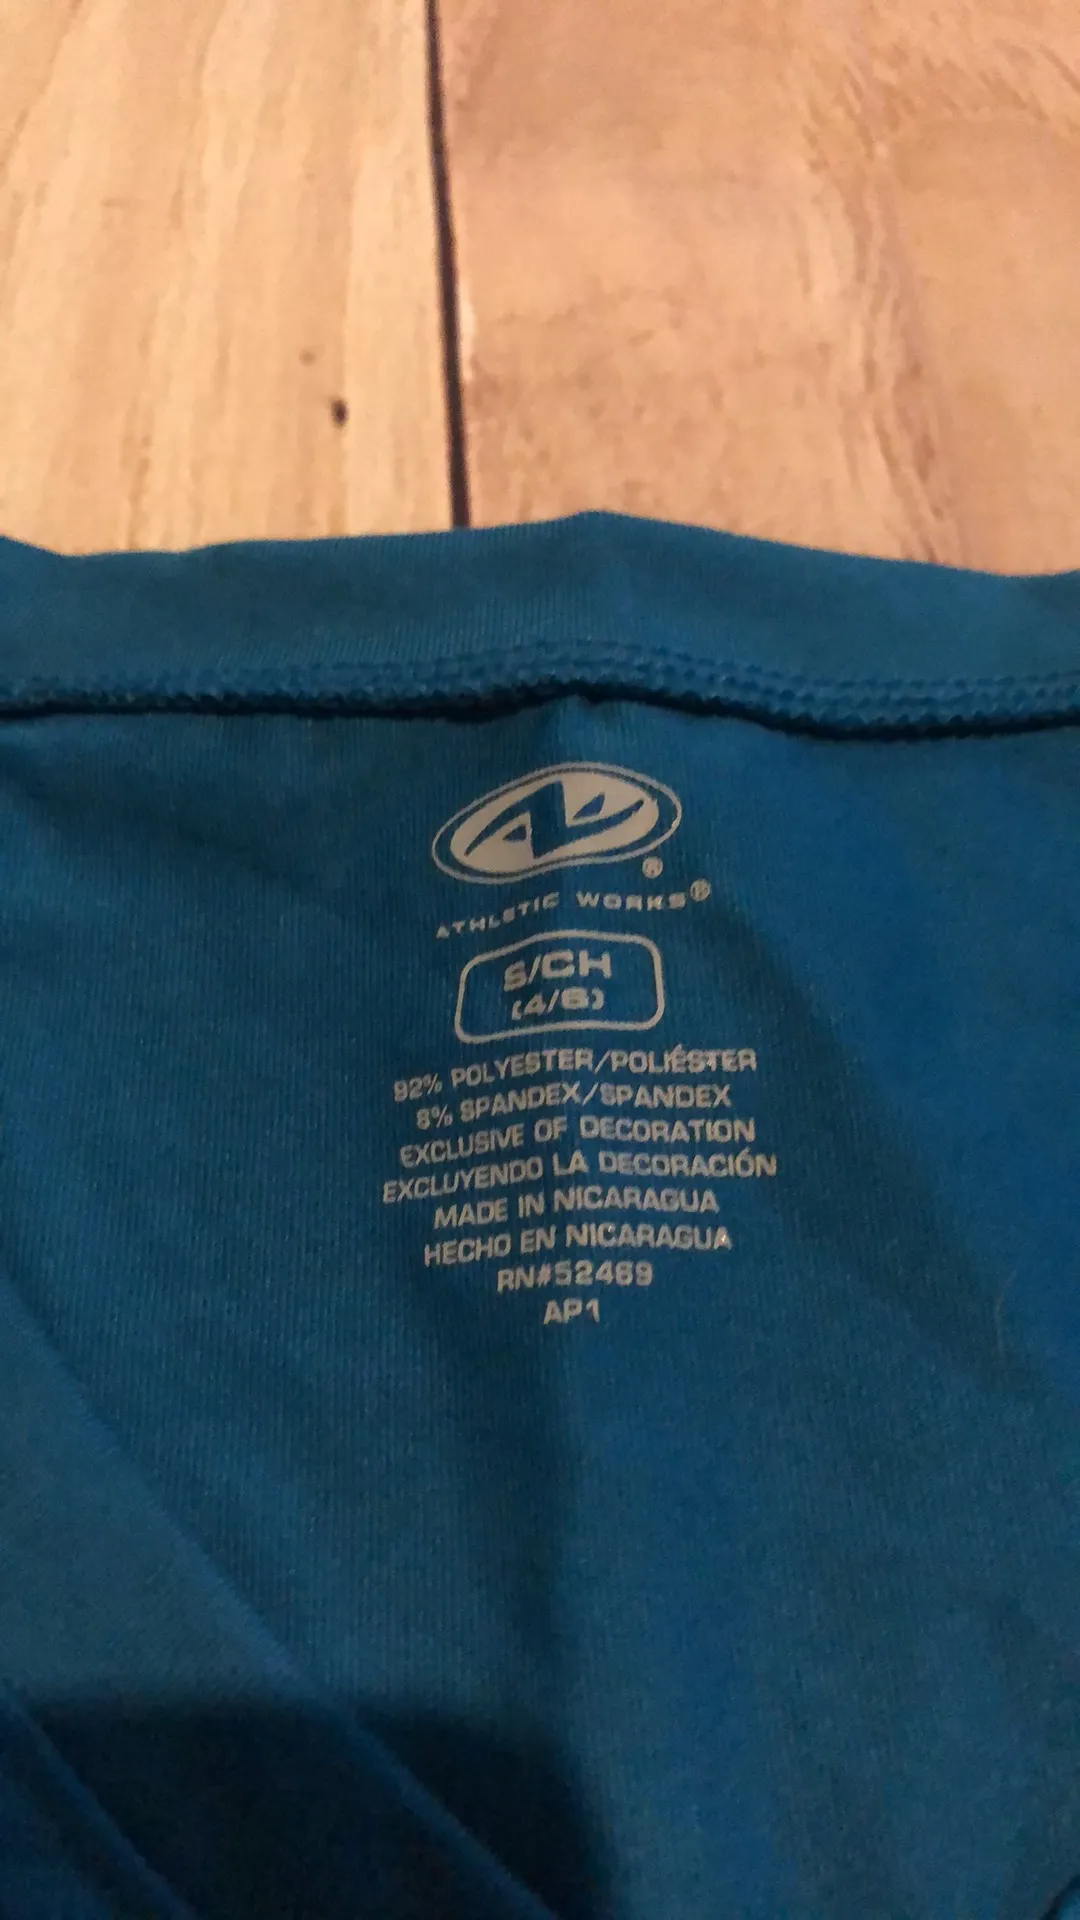 ATHLETIC WORKS®
S/CH
(4/6)
92% POLYESTER/POLIÉSTER
8% SPANDEX/SPANDEX
EXCLUSIVE OF DECORATION
EXCLUYENDO LA DECORACIÓN
MADE IN NICARAGUA
HECHO EN NICARAGUA
RN#52469
AP1